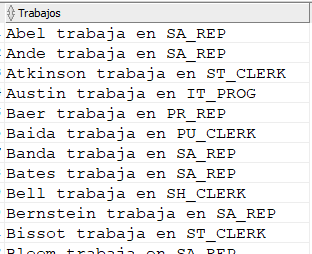 Trabajos
Abel trabaja en SA_REP
Ande trabaja en SA_REP
Atkinson trabaja en ST_CLERK
Austin trabaja en IT_PROG
Baer trabaja en PR_REP
Baida trabaja en PU_CLERK
Banda trabaja en SA_REP
Bates trabaja en SA_REP
Bell trabaja en SH_CLERK
Bernstein trabaja en SA_REP
Bissot trabaja en ST_CLERK
Bloom trabaja en SA_REP